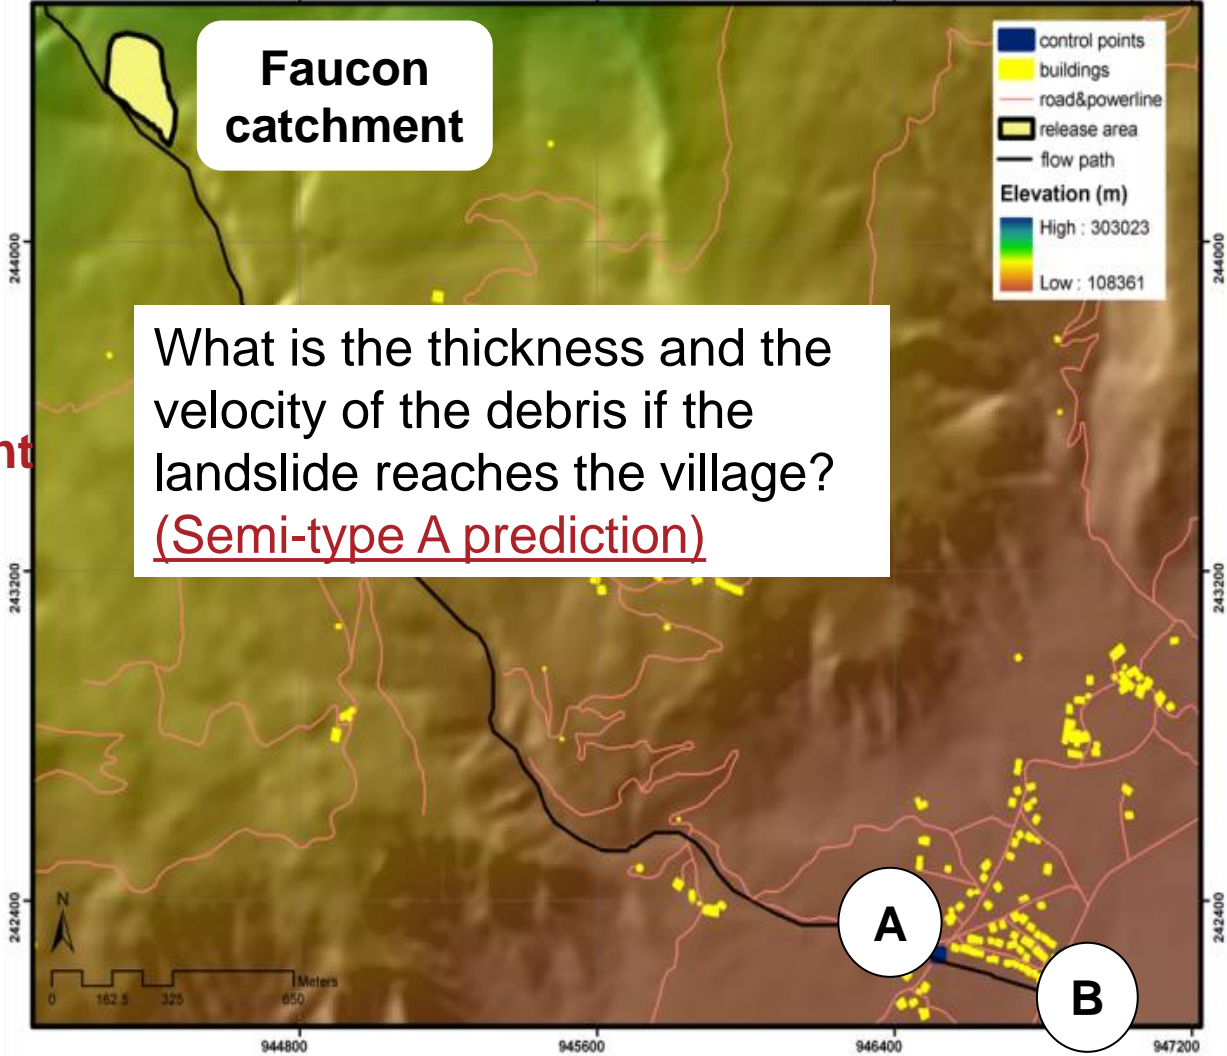 Faucon
catchment
control points
buildings
road&powerline
release area
flow path
Elevation (m)
High : 303023
Low : 108361
244000
244000
What is the thickness and the
velocity of the debris if the
landslide reaches the village?
(Semi-type A prediction)
nt
243200
243200
242400
242400
N
A
B
Meters
0 162.5 325 650
944800 945600 946400 947200